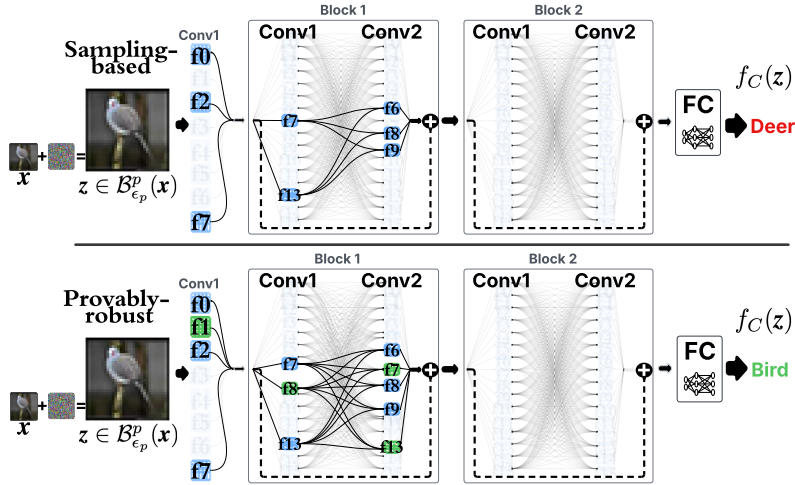 Block 1
Block 2
Sampling-
based
Conv1
Conv1
Conv2
Conv1
Conv2
f0
f2
f7
f7
f13
f6
f8
f9
+
+
FC
f_C(z)
Deer
x
+
=
z ∈ B^p_{ϵ_p}(x)
Block 1
Block 2
Provably-
robust
Conv1
Conv1
Conv2
Conv1
Conv2
f0
f1
f2
f7
f7
f8
f13
f6
f7
f8
f9
f13
+
+
FC
f_C(z)
Bird
x
+
=
z ∈ B^p_{ϵ_p}(x)